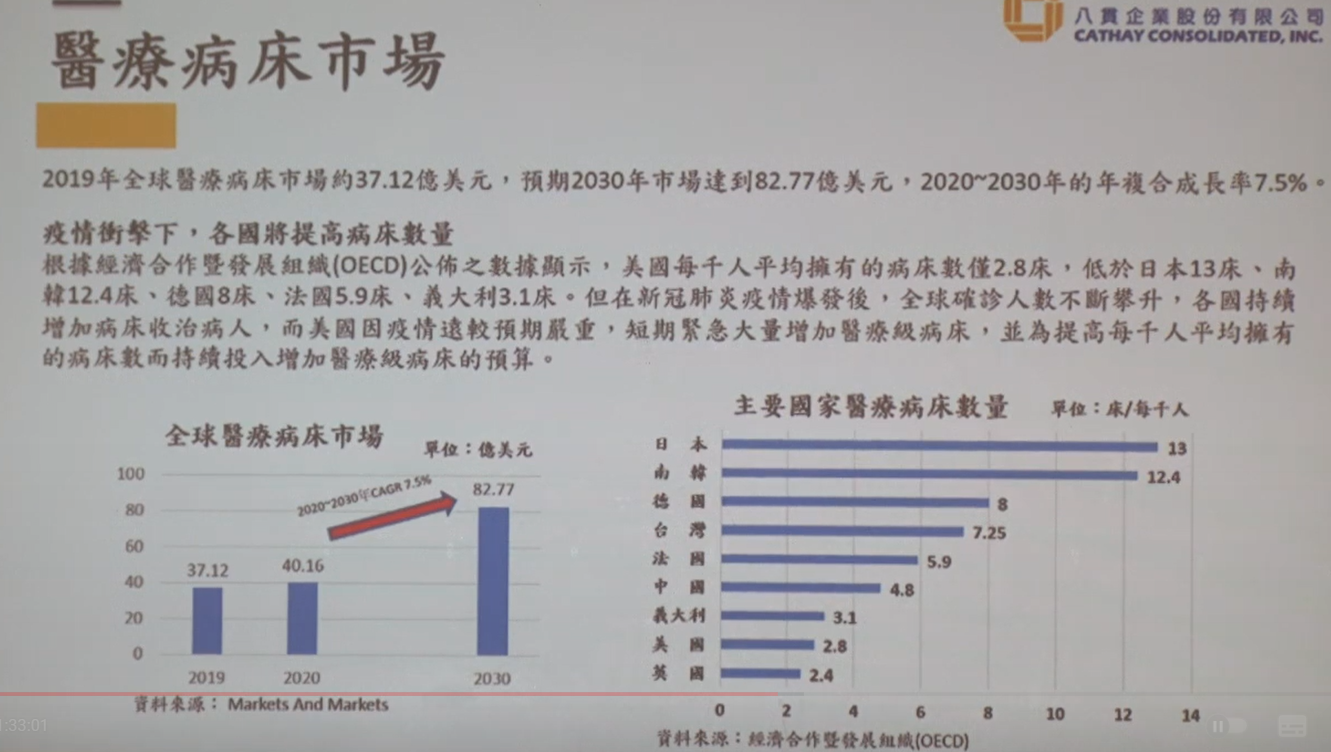 八貫企業股份有限公司
CATHAY CONSOLIDATED, INC.
醫療病床市場
2019年全球醫療病床市場約37.12億美元，預期2030年市場達到82.77億美元，2020~2030年的年複合成長率7.5%。
疫情衝擊下，各國將提高病床數量
根據經濟合作暨發展組織(OECD)公佈之數據顯示，美國每千人平均擁有的病床數僅2.8床，低於日本13床、南
韓12.4床、德國8床、法國5.9床、義大利3.1床。但在新冠肺炎疫情爆發後，全球確診人數不斷攀升，各國持續
增加病床收治病人，而美國因疫情遠較預期嚴重，短期緊急大量增加醫療級病床，並為提高每千人平均擁有
的病床數而持續投入增加醫療級病床的預算。
全球醫療病床市場
單位：億美元
100
80
60
40
20
0
2020~2030年CAGR 7.5%
37.12
40.16
82.77
2019
2020
2030
資料來源： Markets And Markets
主要國家醫療病床數量
單位：床/每千人
日 本 13
南 韓 12.4
德 國 8
台 灣 7.25
法 國 5.9
中 國 4.8
義大利 3.1
美 國 2.8
英 國 2.4
0 2 4 6 8 10 12 14
資料來源：經濟合作暨發展組織(OECD)
:33:01